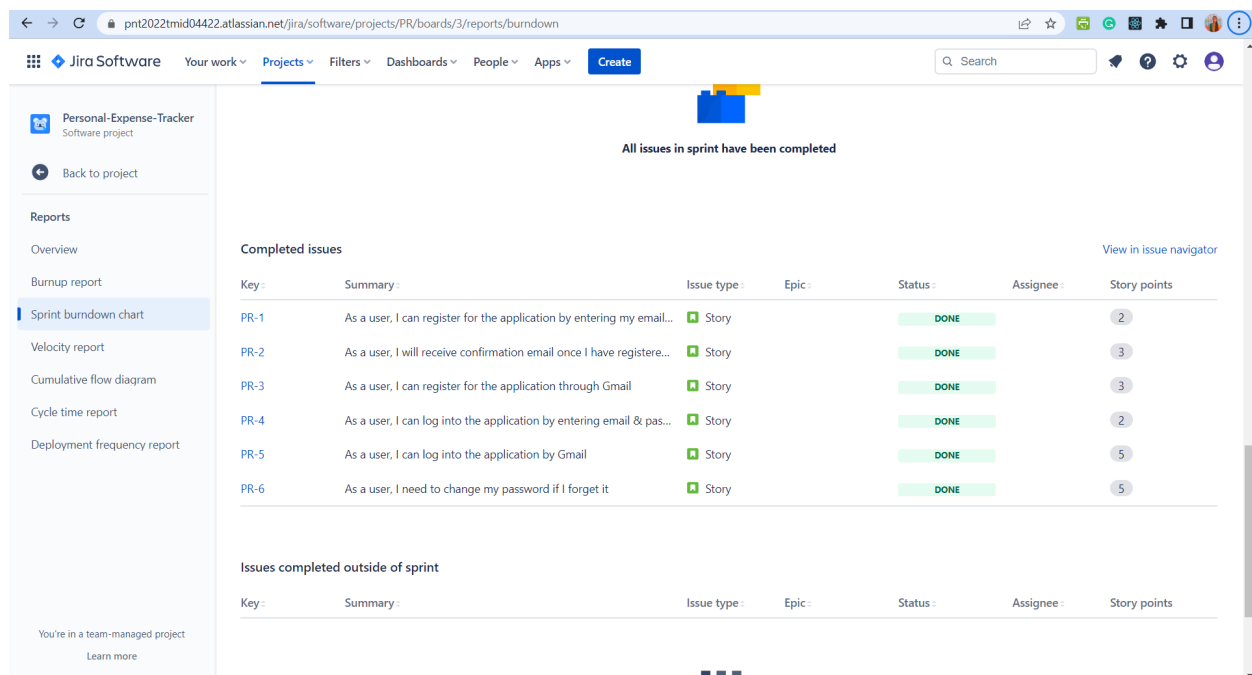 pnt2022tmid04422.atlassian.net/jira/software/projects/PR/boards/3/reports/burndown
Jira Software Your work Projects Filters Dashboards People Apps Create Search
Personal-Expense-Tracker
Software project
Back to project
Reports
Overview
Burnup report
Sprint burndown chart
Velocity report
Cumulative flow diagram
Cycle time report
Deployment frequency report
You're in a team-managed project
Learn more
All issues in sprint have been completed
Completed issues View in issue navigator
Key Summary Issue type Epic Status Assignee Story points
PR-1 As a user, I can register for the application by entering my email... Story DONE 2
PR-2 As a user, I will receive confirmation email once I have registere... Story DONE 3
PR-3 As a user, I can register for the application through Gmail Story DONE 3
PR-4 As a user, I can log into the application by entering email & pas... Story DONE 2
PR-5 As a user, I can log into the application by Gmail Story DONE 5
PR-6 As a user, I need to change my password if I forget it Story DONE 5
Issues completed outside of sprint
Key Summary Issue type Epic Status Assignee Story points